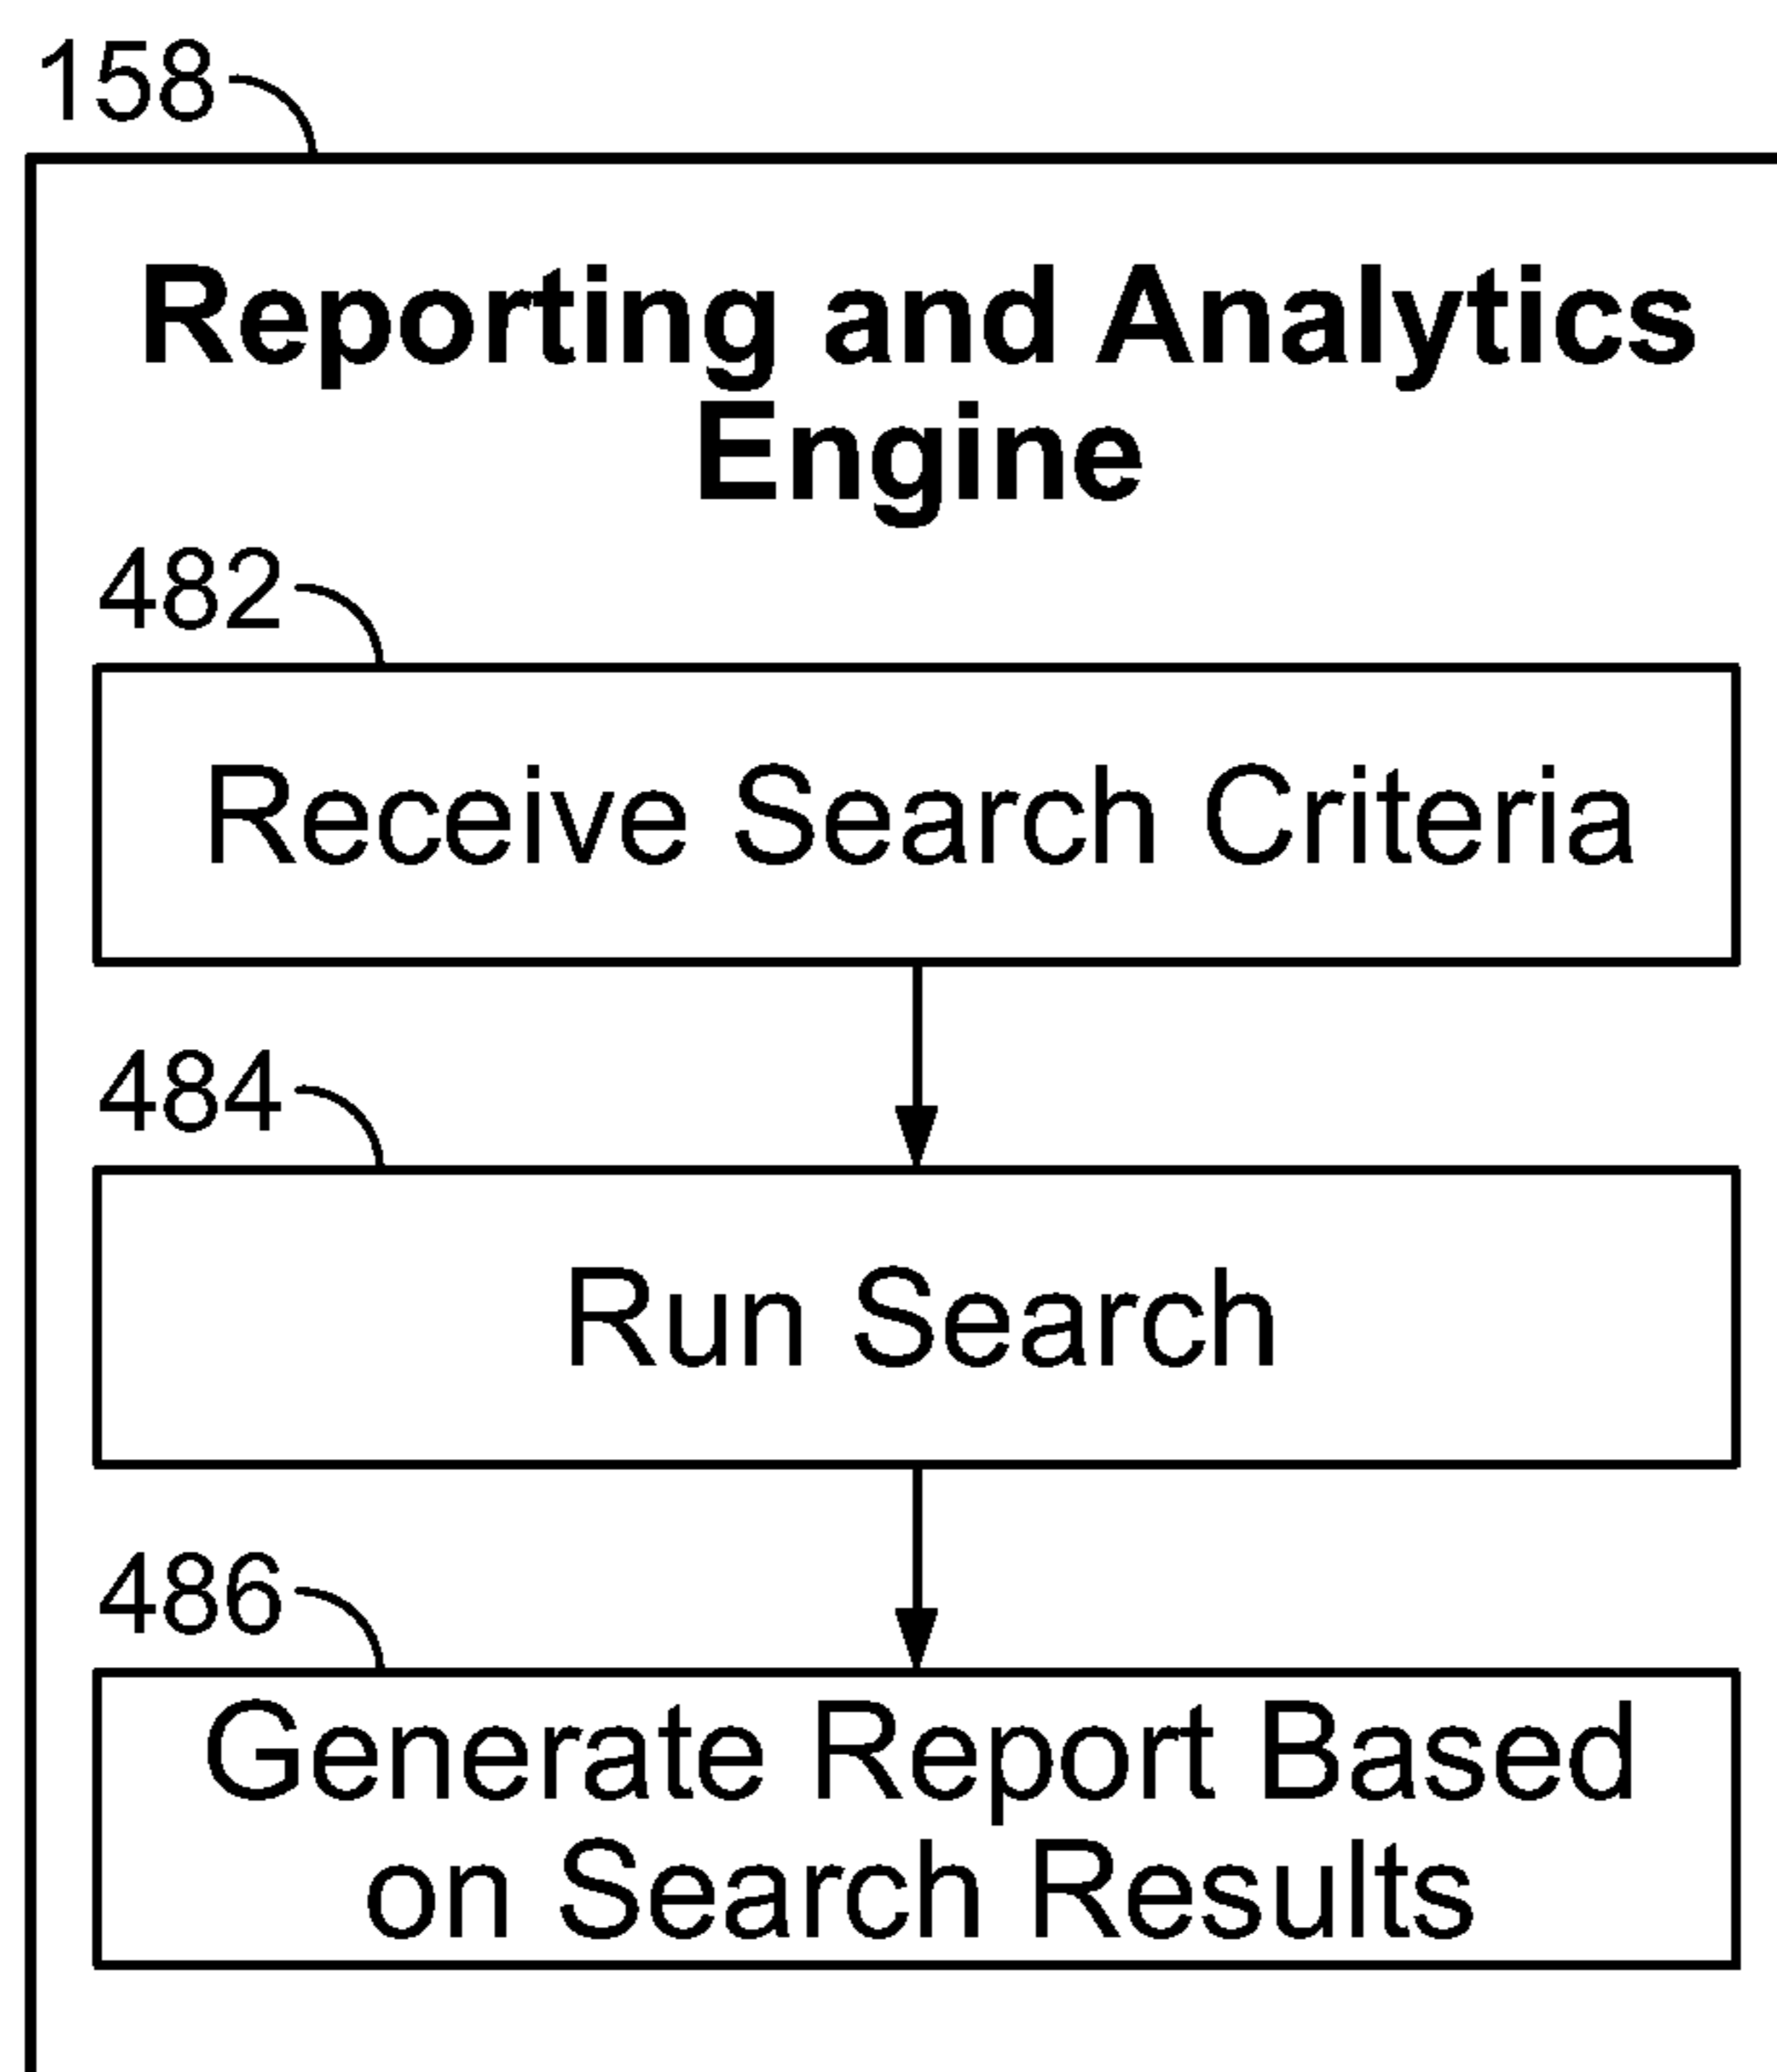 158
Reporting and Analytics
Engine
482
Receive Search Criteria
484
Run Search
486
Generate Report Based
on Search Results